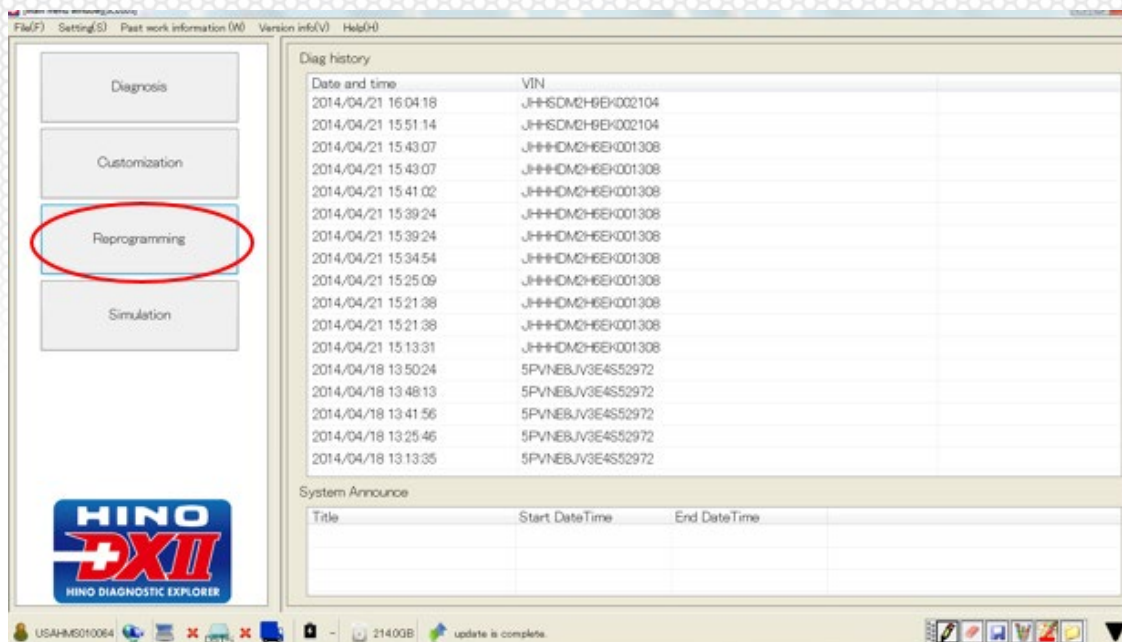 File(F) Setting(S) Past work information (W) Version info(V) Help(H)
Diagnosis
Customization
Reprogramming
Simulation
HINO
DXII
HINO DIAGNOSTIC EXPLORER
Diag history
Date and time VIN
2014/04/21 16:04:18 JHHSDM2H9EK002104
2014/04/21 15:51:14 JHHSDM2H9EK002104
2014/04/21 15:43:07 JHHHDM2H6EK001308
2014/04/21 15:43:07 JHHHDM2H6EK001308
2014/04/21 15:41:02 JHHHDM2H6EK001308
2014/04/21 15:39:24 JHHHDM2H6EK001308
2014/04/21 15:39:24 JHHHDM2H6EK001308
2014/04/21 15:34:54 JHHHDM2H6EK001308
2014/04/21 15:25:09 JHHHDM2H6EK001308
2014/04/21 15:21:38 JHHHDM2H6EK001308
2014/04/21 15:21:38 JHHHDM2H6EK001308
2014/04/21 15:13:31 JHHHDM2H6EK001308
2014/04/18 13:50:24 5PVNE8JV3E4S52972
2014/04/18 13:48:13 5PVNE8JV3E4S52972
2014/04/18 13:41:56 5PVNE8JV3E4S52972
2014/04/18 13:25:46 5PVNE8JV3E4S52972
2014/04/18 13:13:35 5PVNE8JV3E4S52972
System Announce
Title Start DateTime End DateTime
USAHMS010064 - 214.0GB update is complete.